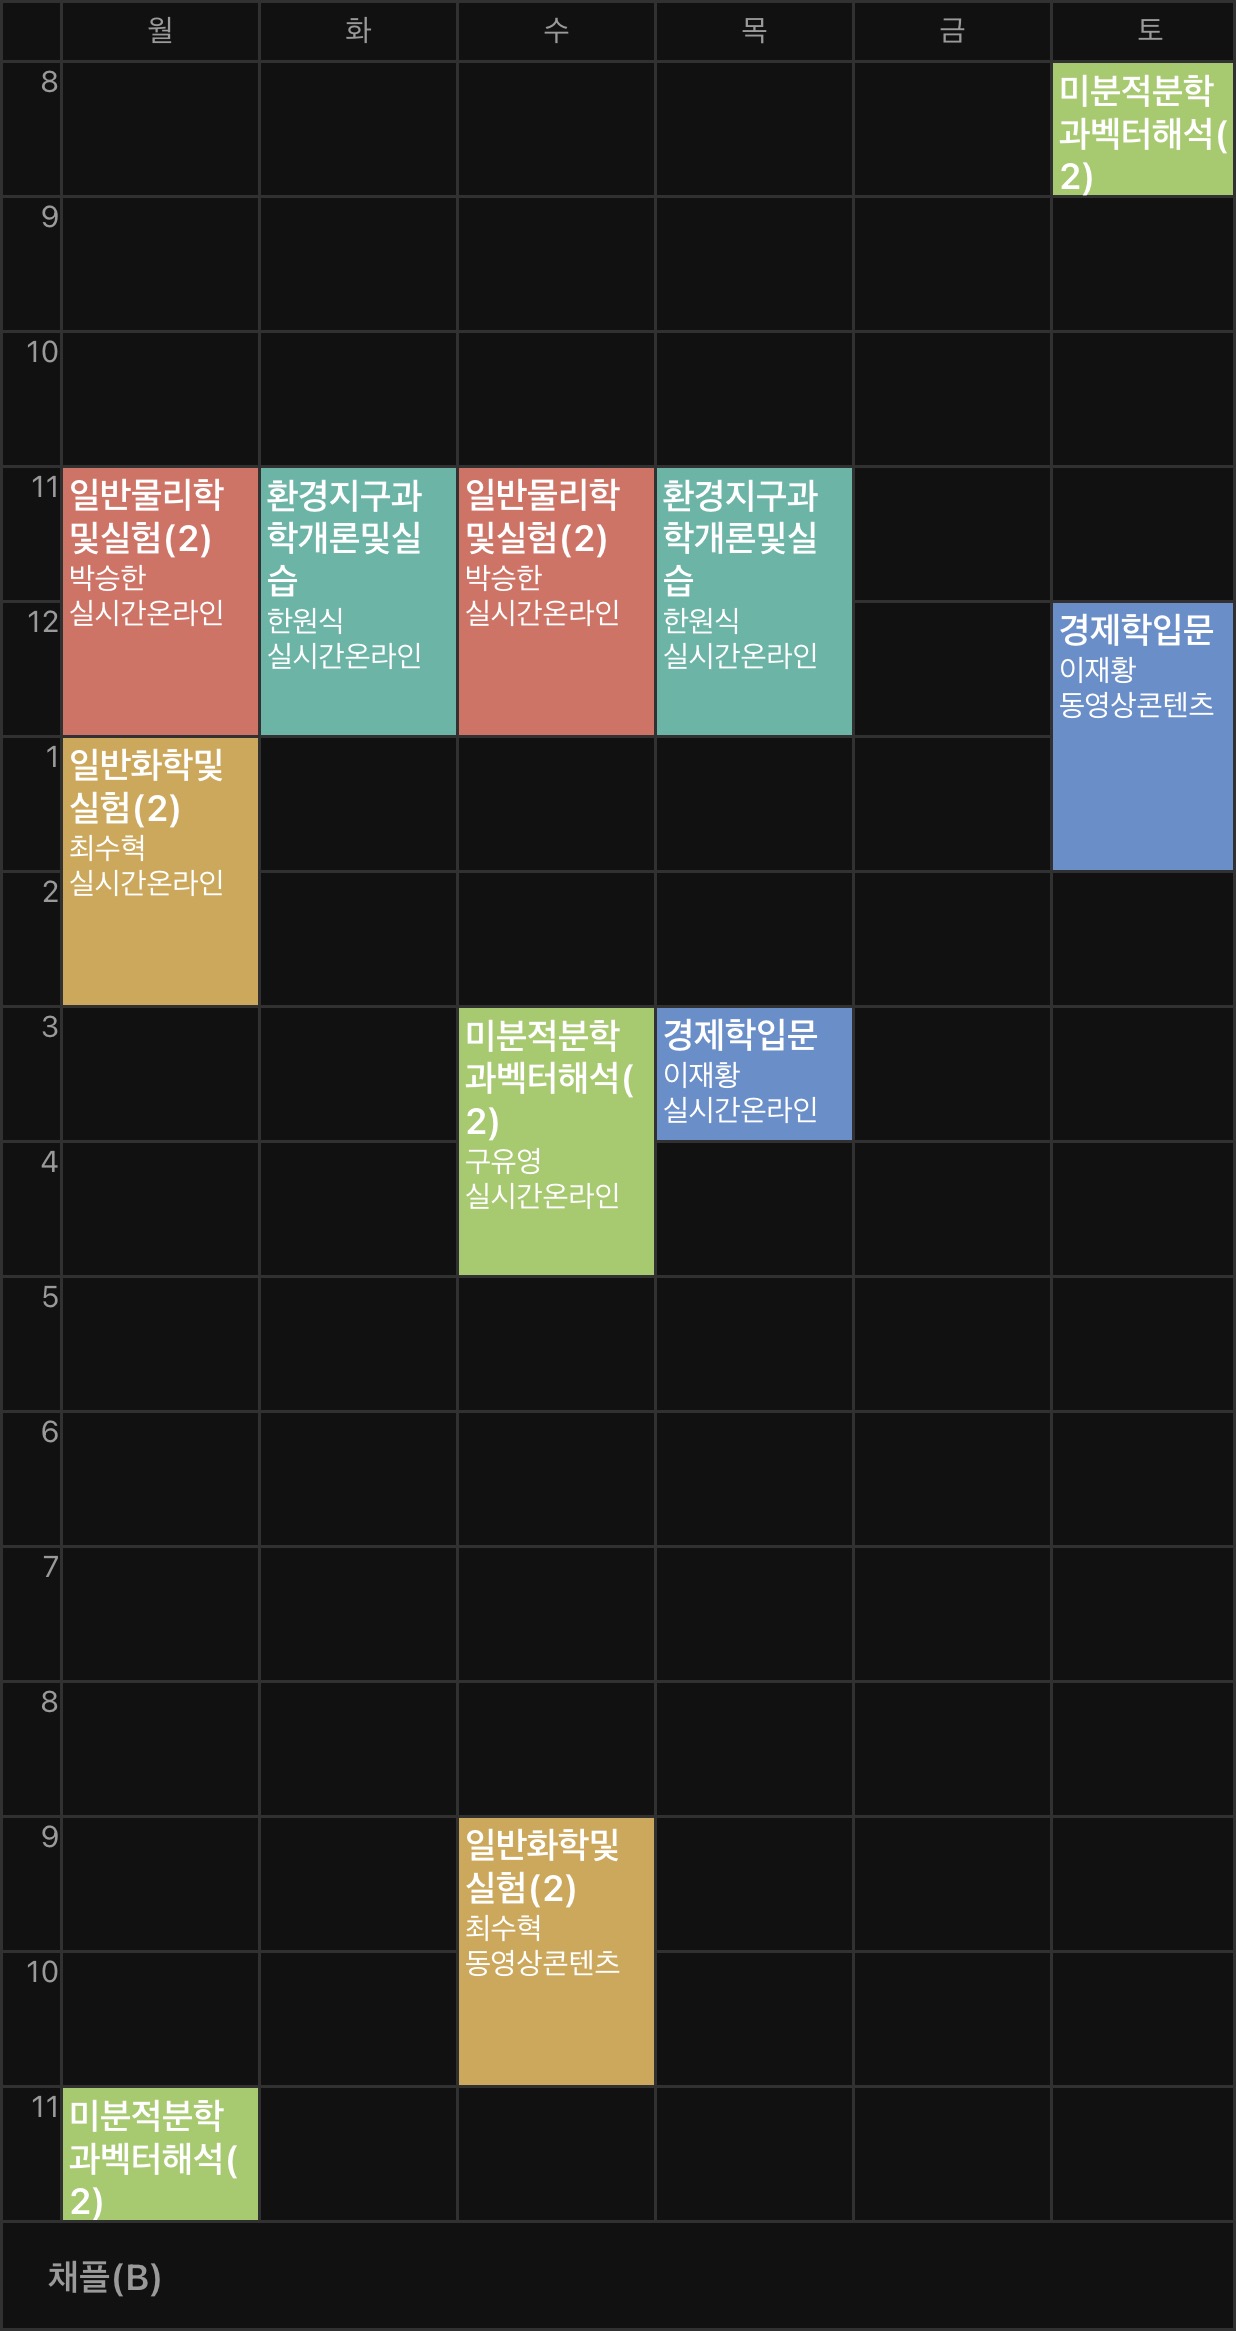 월 화 수 목 금 토
8
미분적분학
과벡터해석(
2)
9
10
11
일반물리학
및실험(2)
박승한
실시간온라인
환경지구과
학개론및실
습
한원식
실시간온라인
일반물리학
및실험(2)
박승한
실시간온라인
환경지구과
학개론및실
습
한원식
실시간온라인
12
경제학입문
이재황
동영상콘텐츠
1
일반화학및
실험(2)
최수혁
실시간온라인
2
3
미분적분학
과벡터해석(
2)
구유영
실시간온라인
경제학입문
이재황
실시간온라인
4
5
6
7
8
9
일반화학및
실험(2)
최수혁
동영상콘텐츠
10
11
미분적분학
과벡터해석(
2)
채플(B)